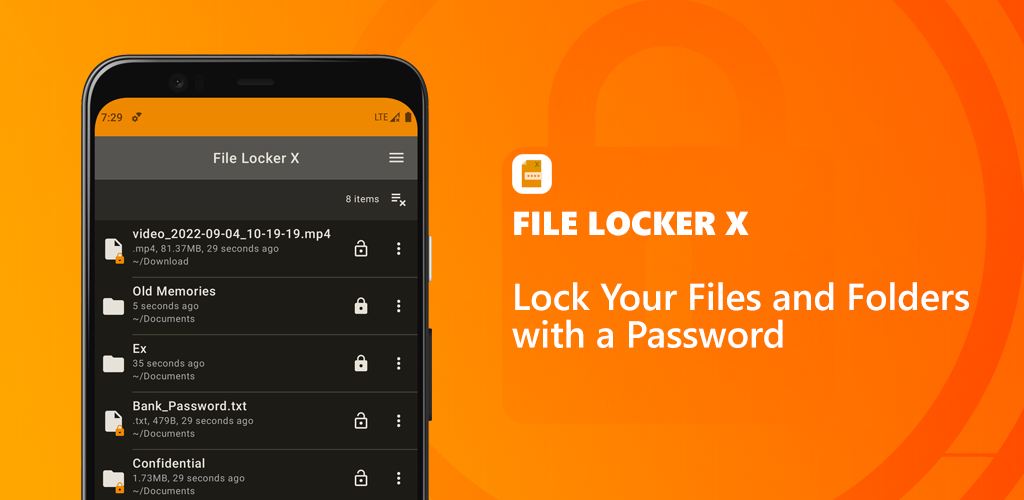 7:29 LTE
File Locker X
8 items
video_2022-09-04_10-19-19.mp4
.mp4, 81.37MB, 29 seconds ago
~/Download
Old Memories
5 seconds ago
~/Documents
Ex
35 seconds ago
~/Documents
Bank_Password.txt
.txt, 479B, 29 seconds ago
~/Documents
Confidential
1.73MB, 29 seconds ago
~/Documents
FILE LOCKER X
Lock Your Files and Folders
with a Password